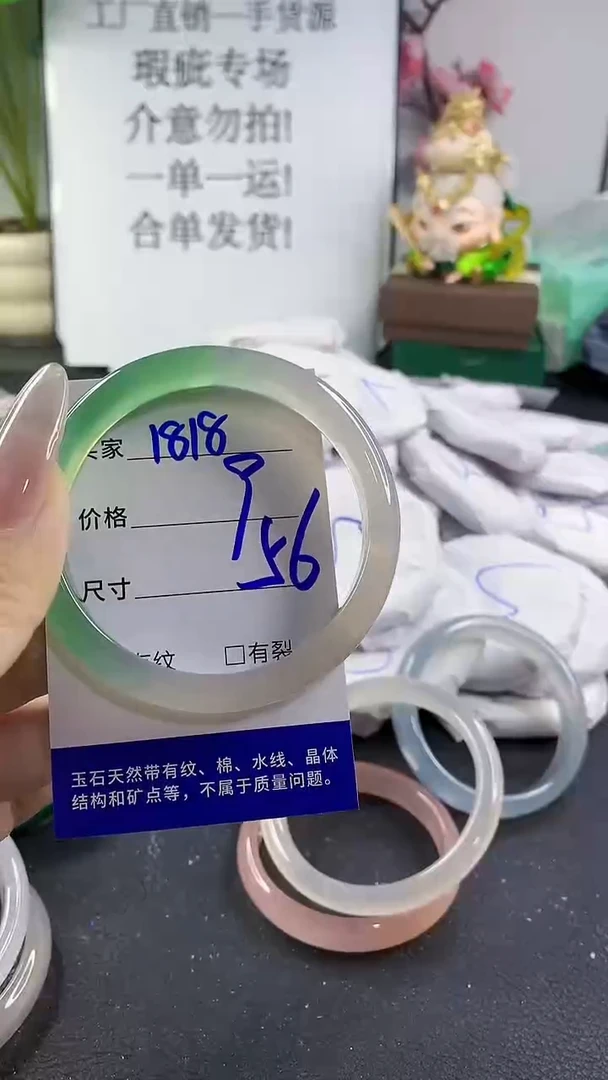 工厂直销一手货源
瑕疵专场
介意勿拍!
一单一运!
合单发货!
买家 1818
价格
尺寸 56
有纹 □有裂
玉石天然带有纹、棉、水线、晶体
结构和矿点等，不属于质量问题。